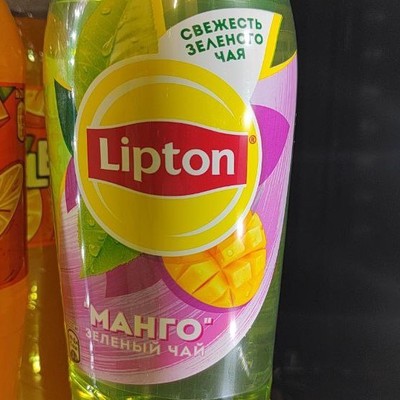 СВЕЖЕСТЬ
ЗЕЛЕНОГО
ЧАЯ
Lipton®
"МАНГО"
ЗЕЛЕНЫЙ ЧАЙ